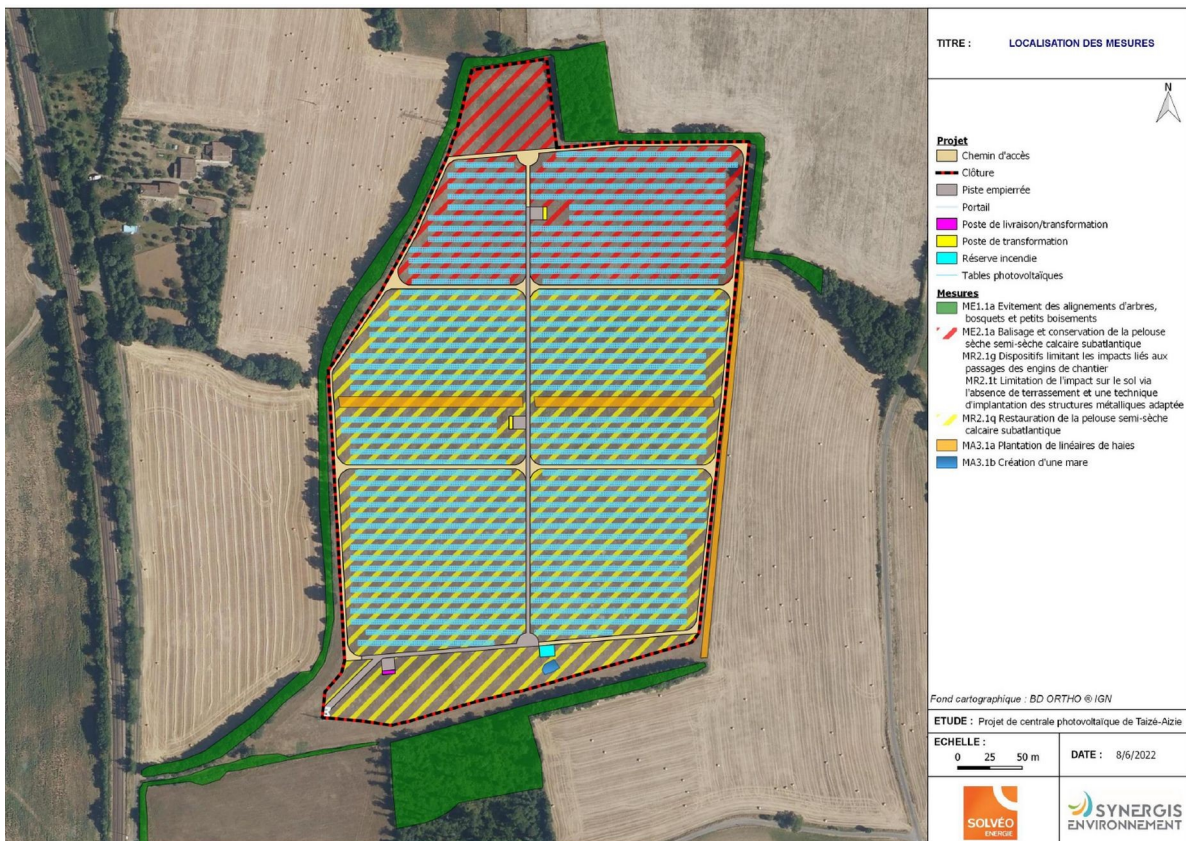 TITRE : LOCALISATION DES MESURES
N
Projet
Chemin d'accès
Clôture
Piste empierrée
Portail
Poste de livraison/transformation
Poste de transformation
Réserve incendie
Tables photovoltaïques
Mesures
ME1.1a Evitement des alignements d'arbres,
bosquets et petits boisements
ME2.1a Balisage et conservation de la pelouse
sèche semi-sèche calcaire subatlantique
MR2.1g Dispositifs limitant les impacts liés aux
passages des engins de chantier
MR2.1t Limitation de l'impact sur le sol via
l'absence de terrassement et une technique
d'implantation des structures métalliques adaptée
MR2.1q Restauration de la pelouse semi-sèche
calcaire subatlantique
MA3.1a Plantation de linéaires de haies
MA3.1b Création d'une mare
Fond cartographique : BD ORTHO ® IGN
ETUDE : Projet de centrale photovoltaïque de Taizé-Aizie
ECHELLE :
0 25 50 m
DATE : 8/6/2022
SOLVÉO
ENERGIE
SYNERGIS
ENVIRONNEMENT